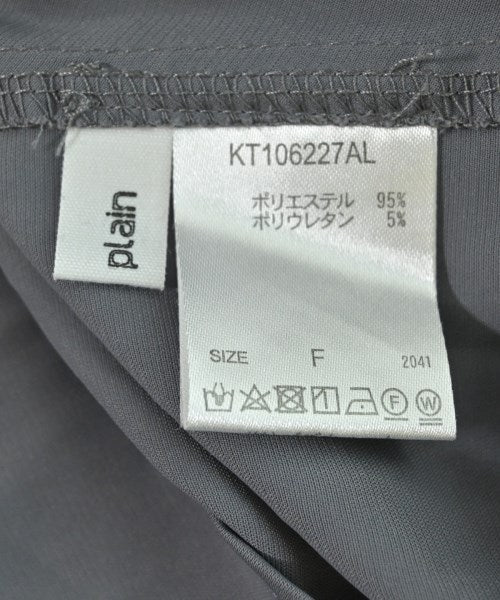 plain
KT106227AL
ポリエステル 95%
ポリウレタン 5%
SIZE F 2041
F W